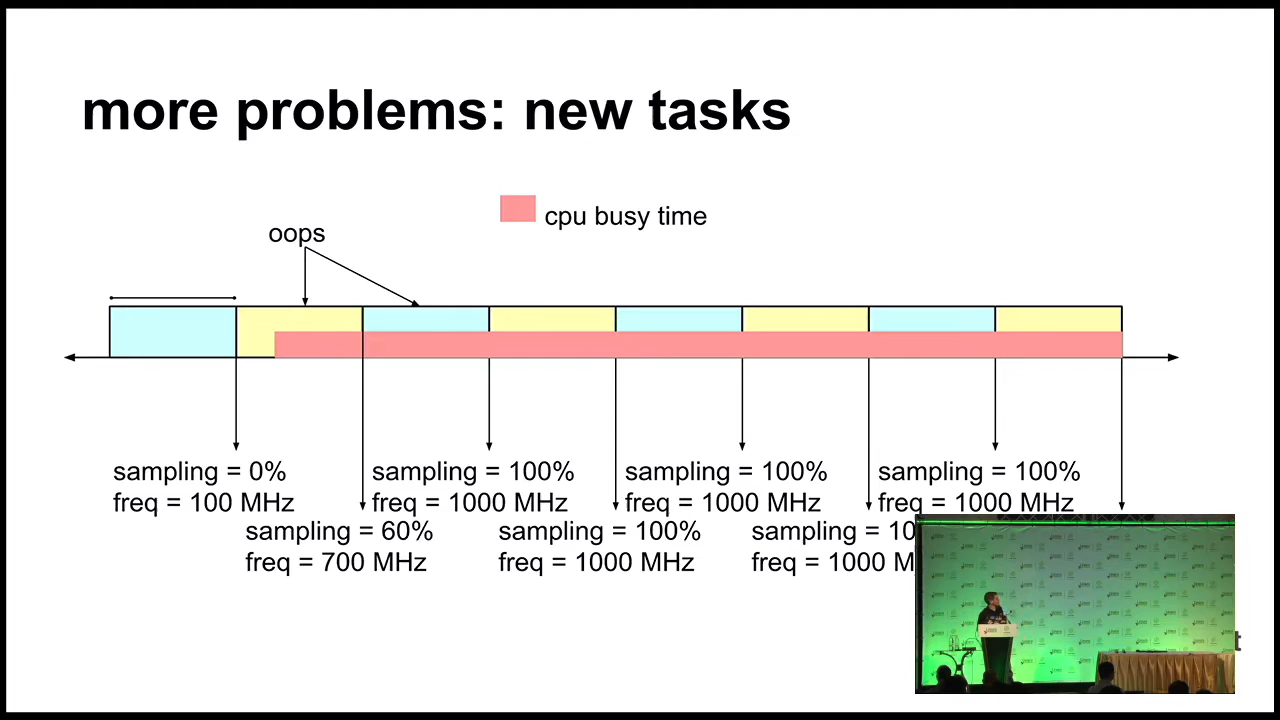 more problems: new tasks
cpu busy time
oops
sampling = 0%
freq = 100 MHz
sampling = 60%
freq = 700 MHz
sampling = 100%
freq = 1000 MHz
sampling = 100%
freq = 1000 MHz
sampling = 100%
freq = 1000 MHz
sampling = 10
freq = 1000 M
sampling = 100%
freq = 1000 MHz
t